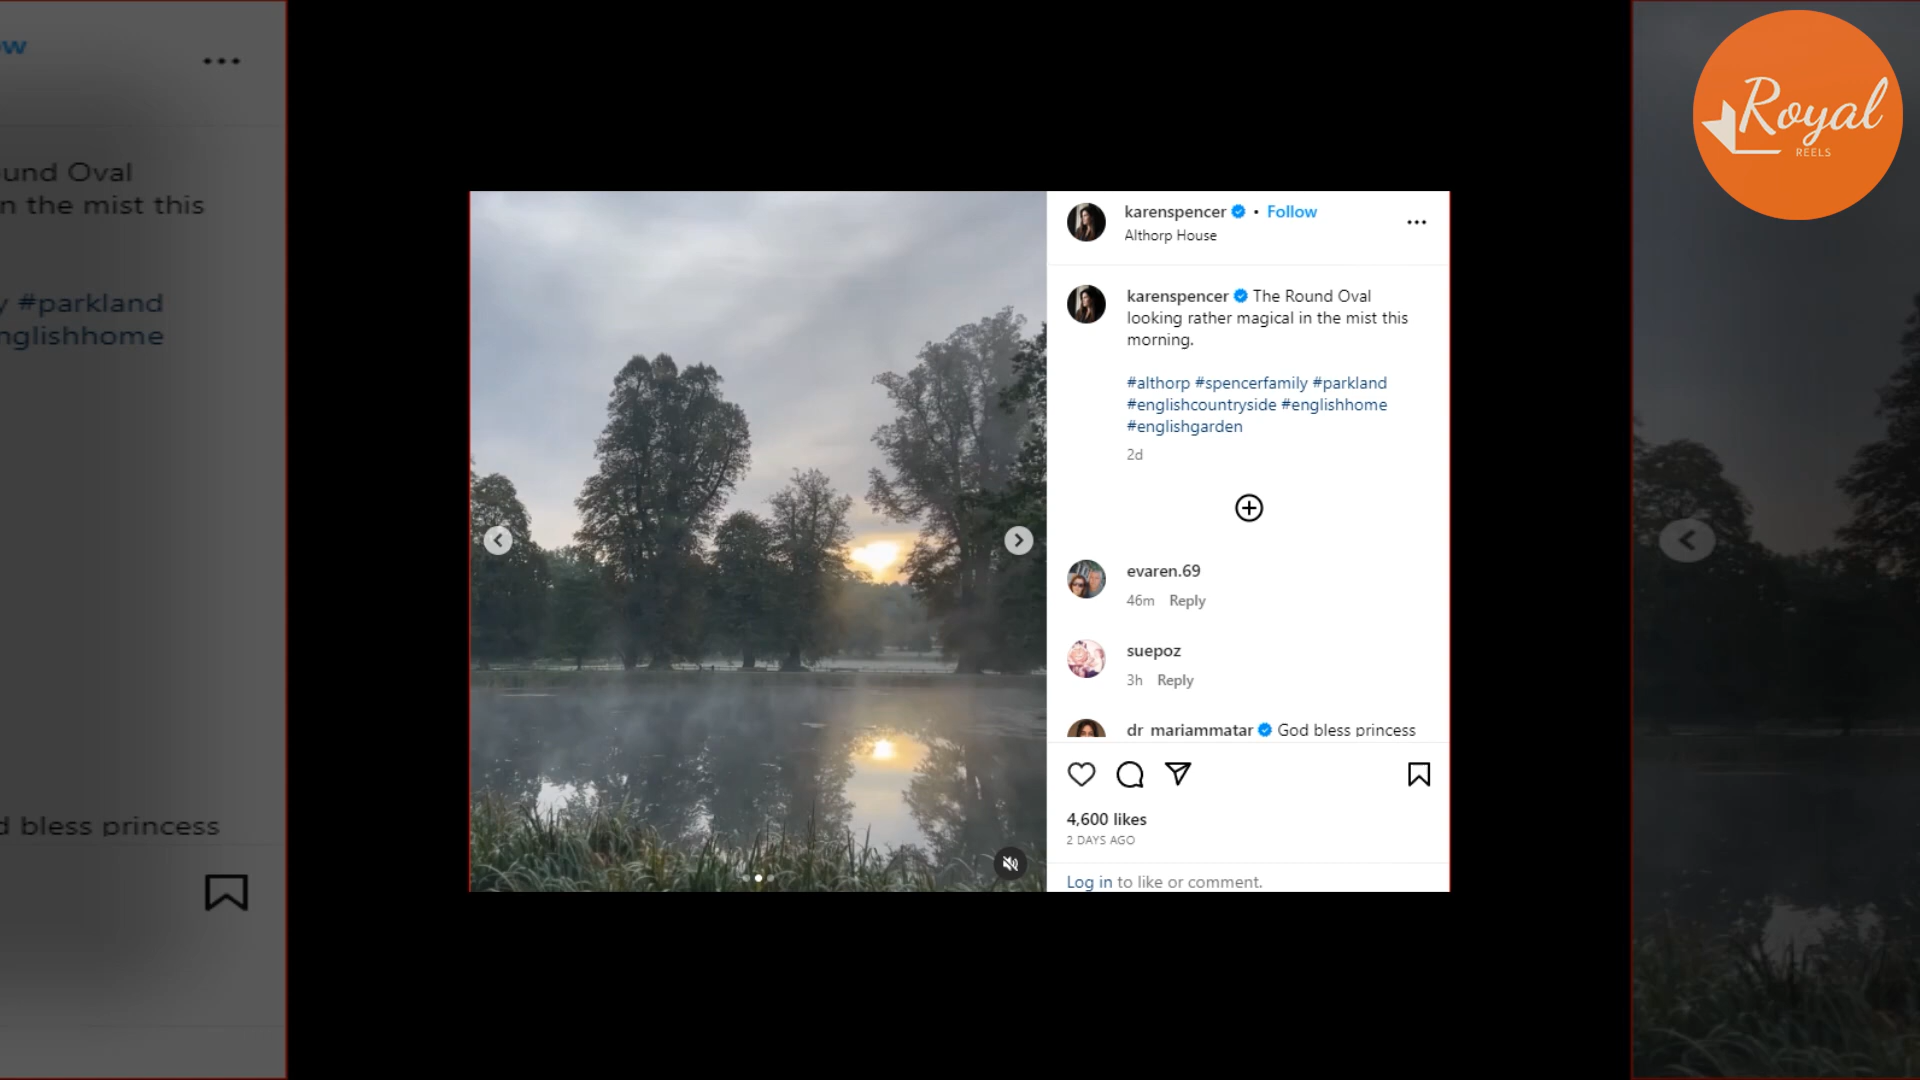 ow
und Oval
n the mist this
y #parkland
nglishhome
d bless princess
karenspencer • Follow
Althorp House
karenspencer The Round Oval
looking rather magical in the mist this
morning.
#althorp #spencerfamily #parkland
#englishcountryside #englishhome
#englishgarden
2d
evaren.69
46m Reply
suepoz
3h Reply
dr_mariammatar God bless princess
4,600 likes
2 DAYS AGO
Log in to like or comment.
Royal
REELS